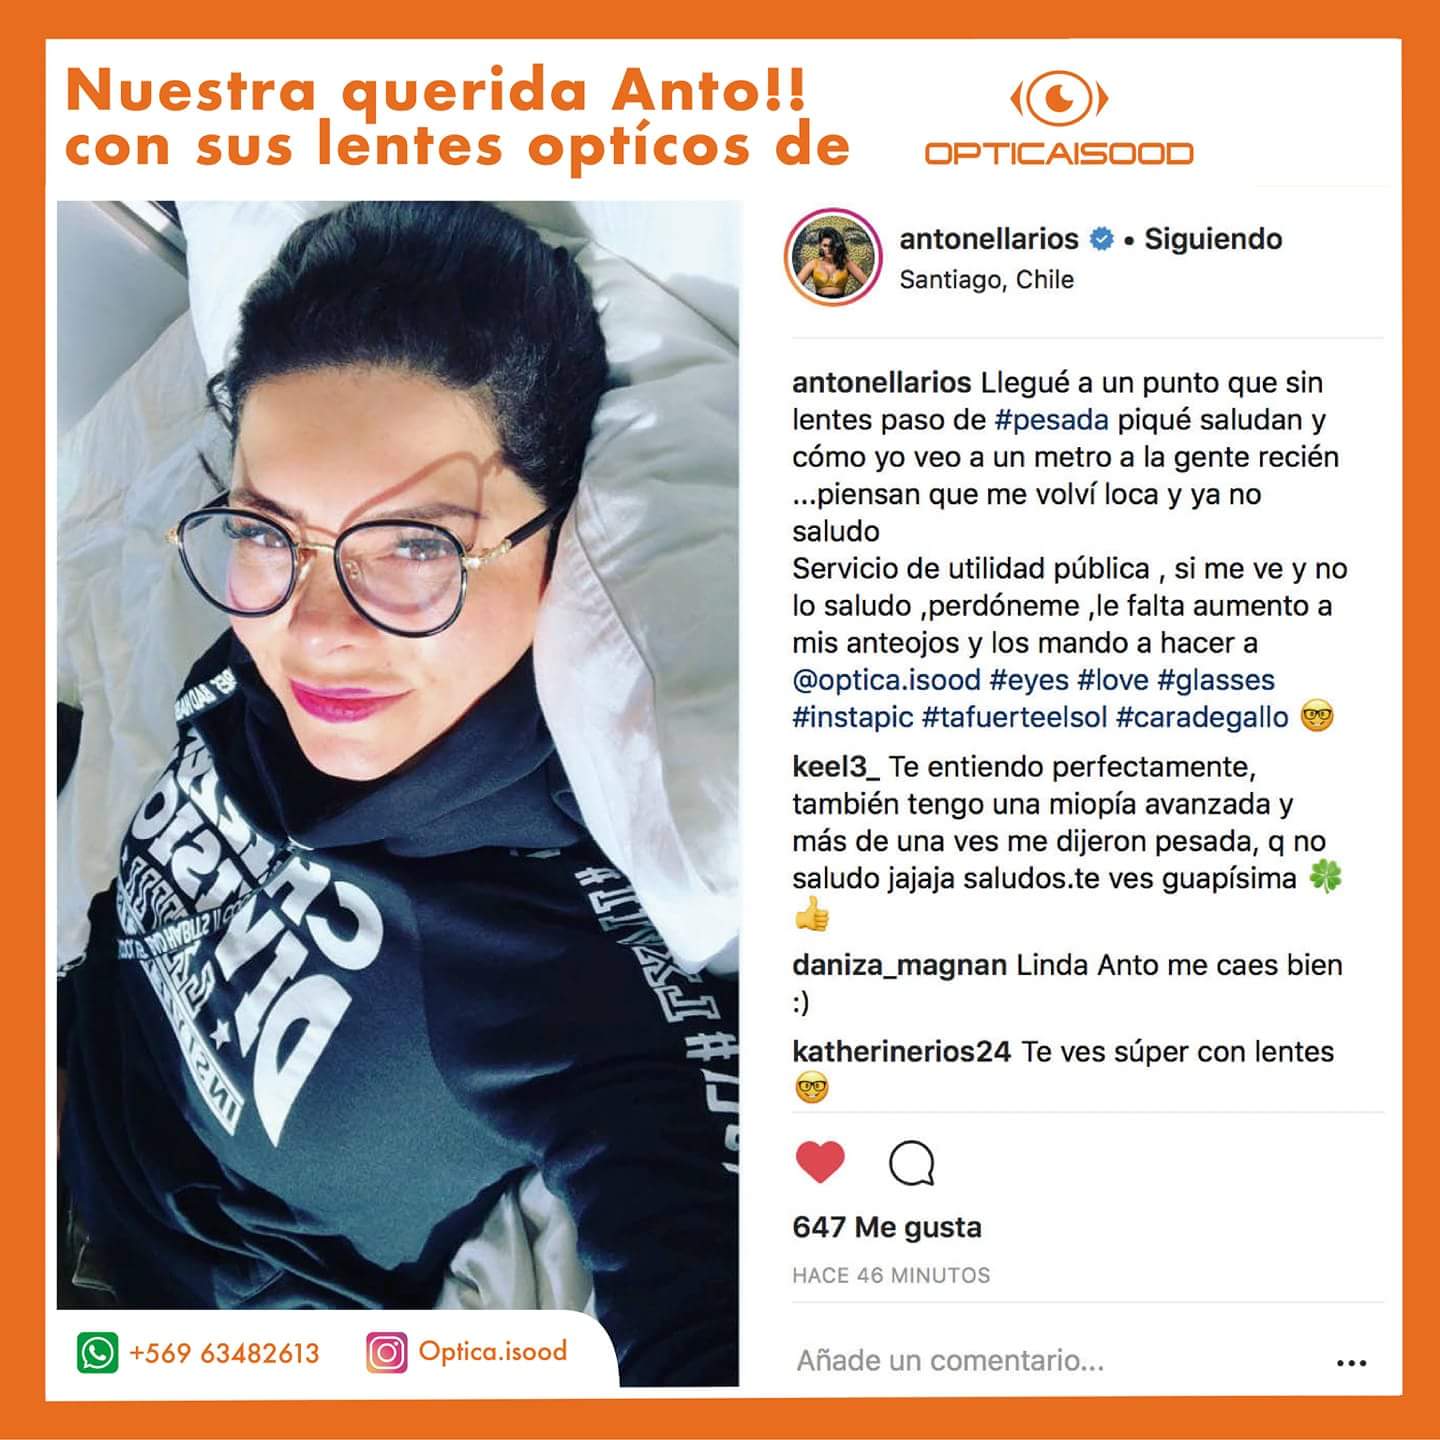 Nuestra querida Anto!!
con sus lentes optícos de
OPTICAISOOD
antonellarios • Siguiendo
Santiago, Chile
antonellarios Llegué a un punto que sin
lentes paso de #pesada piqué saludan y
cómo yo veo a un metro a la gente recién
...piensan que me volví loca y ya no
saludo
Servicio de utilidad pública , si me ve y no
lo saludo ,perdóneme ,le falta aumento a
mis anteojos y los mando a hacer a
@optica.isood #eyes #love #glasses
#instapic #tafuerteelsol #caradegallo 🤓
keel3_ Te entiendo perfectamente,
también tengo una miopía avanzada y
más de una ves me dijeron pesada, q no
saludo jajaja saludos.te ves guapísima 🍀
👍
daniza_magnan Linda Anto me caes bien
:)
katherinerios24 Te ves súper con lentes
🤓
647 Me gusta
HACE 46 MINUTOS
Añade un comentario...
+569 63482613
Optica.isood